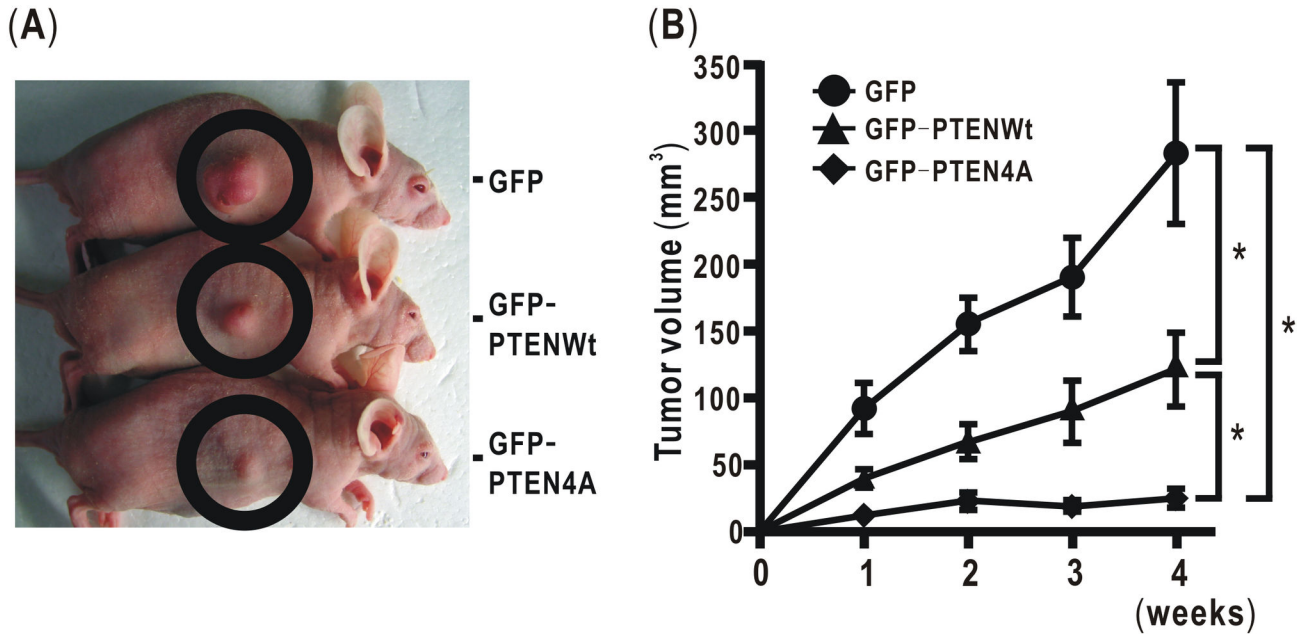 (A)
GFP
GFP-
PTENWt
GFP-
PTEN4A
(B)
Tumor volume (mm³)
350
300
250
200
150
100
50
0
GFP
GFP-PTENWt
GFP-PTEN4A
*
*
*
0 1 2 3 4
(weeks)